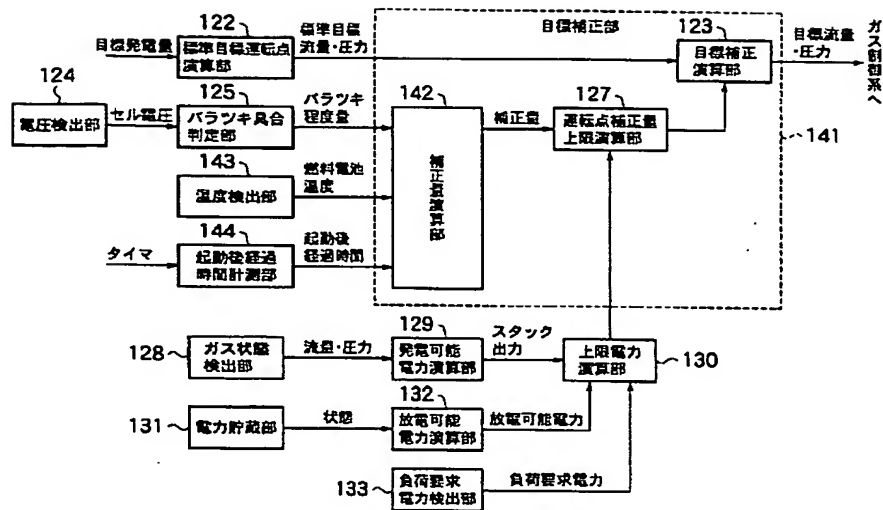 122
標準目標
流量・圧力
目標補正部
123
目標流量
・圧力
目標発電量
標準目標運転点
演算部
目標補正
演算部
ガス制御系へ
124
セル電圧
125
バラツキ
程度量
142
127
電圧検出部
バラツキ具合
判定部
補正量
運転点補正量
上限演算部
141
143
燃料電池
温度
温度検出部
補正量演算部
144
起動後
経過時間
タイマ
起動後経過
時間計測部
128
ガス状態
検出部
流量・圧力
129
発電可能
電力演算部
スタック
出力
上限電力
演算部
130
131
電力貯蔵部
状態
132
放電可能
電力演算部
放電可能電力
133
負荷要求
電力検出部
負荷要求電力